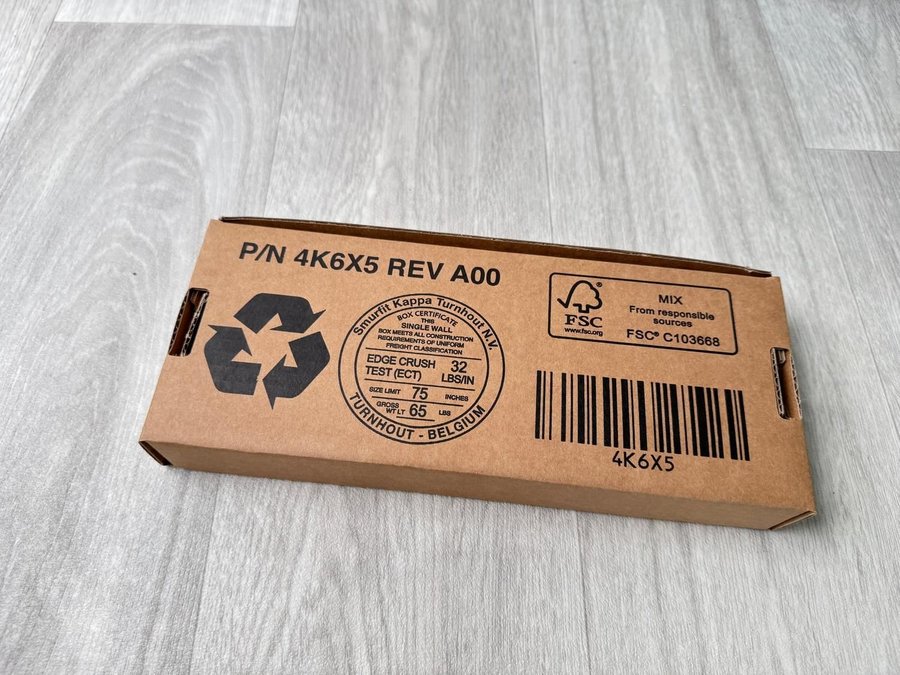 P/N 4K6X5 REV A00
Smurfit Kappa Turnhout N.V.
BOX CERTIFICATE
THIS
SINGLE WALL
BOX MEETS ALL CONSTRUCTION
REQUIREMENTS OF UNIFORM
FREIGHT CLASSIFICATION
EDGE CRUSH
TEST (ECT)
32
LBS/IN
SIZE LIMIT 75 INCHES
GROSS
WT LT 65 LBS
TURNHOUT - BELGIUM
FSC
www.fsc.org
MIX
From responsible
sources
FSC® C103668
4K6X5